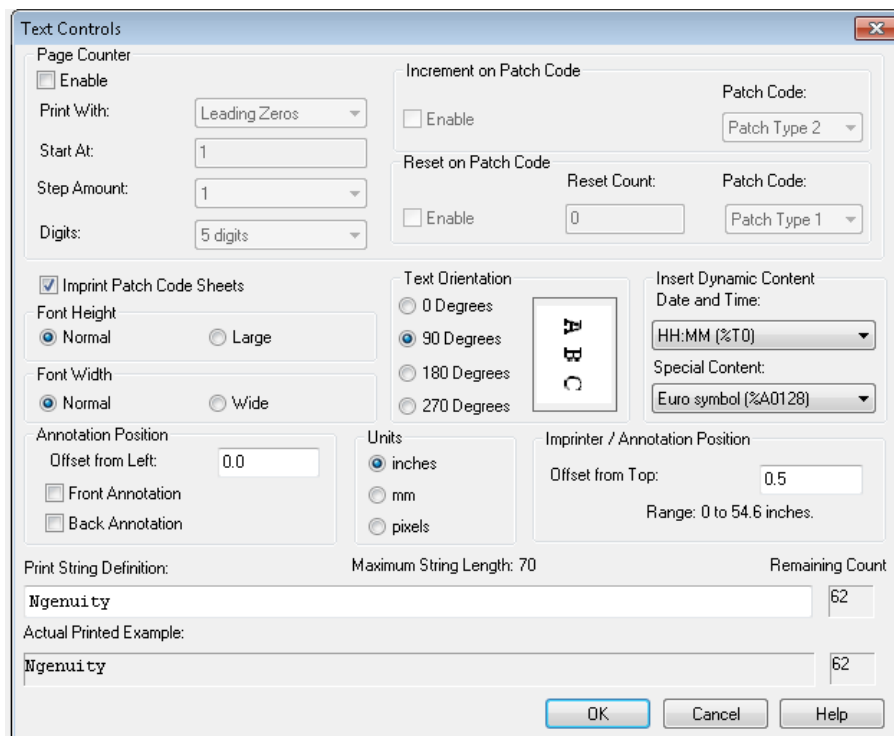 Text Controls
Page Counter
Enable
Print With: Leading Zeros
Start At: 1
Step Amount: 1
Digits: 5 digits
Increment on Patch Code
Patch Code:
Enable
Patch Type 2
Reset on Patch Code
Reset Count: Patch Code:
Enable
0
Patch Type 1
Imprint Patch Code Sheets
Font Height
Normal Large
Font Width
Normal Wide
Text Orientation
0 Degrees
90 Degrees
180 Degrees
270 Degrees
A B C
Insert Dynamic Content
Date and Time:
HH:MM (%T0)
Special Content:
Euro symbol (%A0128)
Annotation Position
Offset from Left: 0.0
Front Annotation
Back Annotation
Units
inches
mm
pixels
Imprinter / Annotation Position
Offset from Top: 0.5
Range: 0 to 54.6 inches.
Print String Definition: Maximum String Length: 70 Remaining Count
Ngenuity 62
Actual Printed Example:
Ngenuity 62
OK Cancel Help